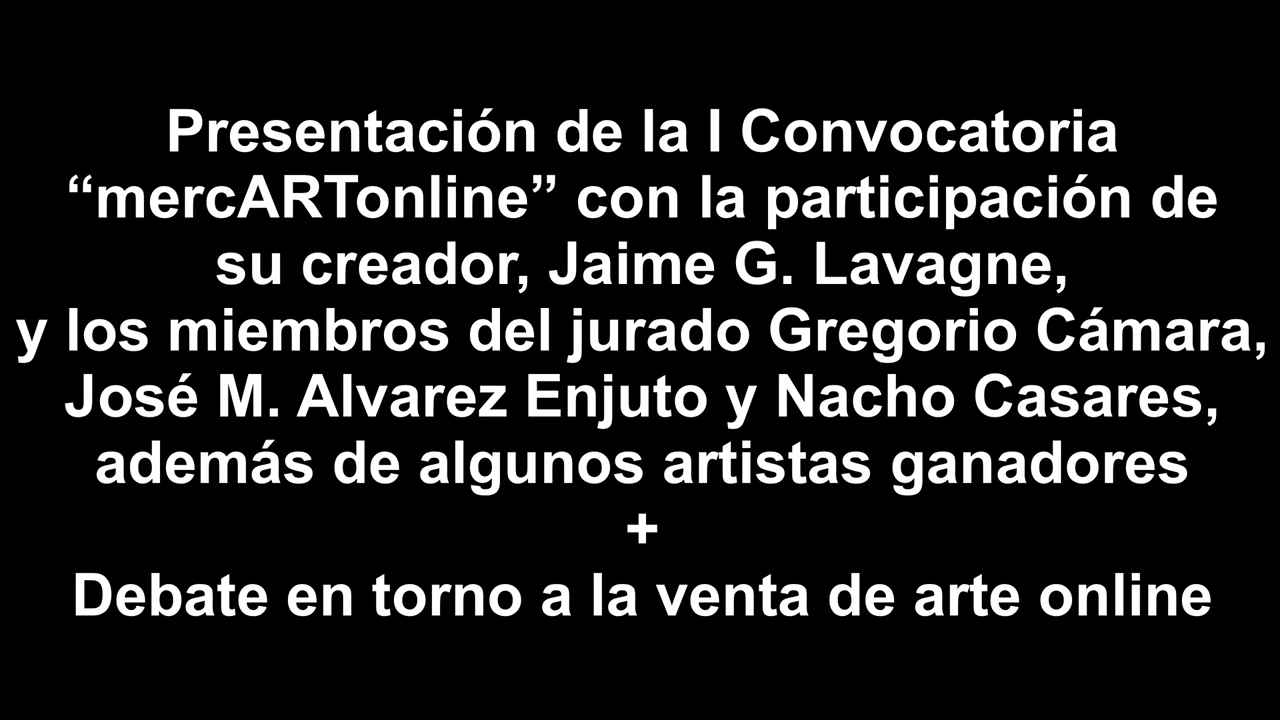 Presentación de la I Convocatoria
“mercARTonline” con la participación de
su creador, Jaime G. Lavagne,
y los miembros del jurado Gregorio Cámara,
José M. Alvarez Enjuto y Nacho Casares,
además de algunos artistas ganadores
+
Debate en torno a la venta de arte online